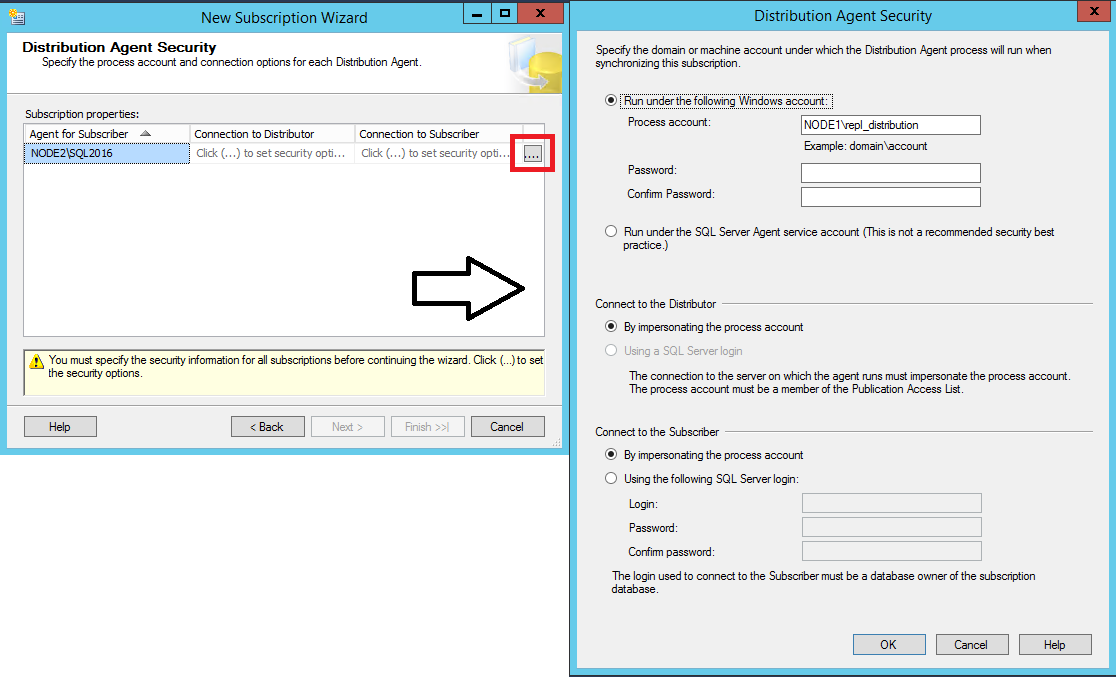 New Subscription Wizard
Distribution Agent Security
Specify the process account and connection options for each Distribution Agent.
Subscription properties:
Agent for Subscriber
Connection to Distributor
Connection to Subscriber
NODE2\SQL2016
Click (...) to set security opti...
Click (...) to set security opti...
....
You must specify the security information for all subscriptions before continuing the wizard. Click (...) to set
the security options.
Help
< Back
Next >
Finish >>|
Cancel
Distribution Agent Security
Specify the domain or machine account under which the Distribution Agent process will run when
synchronizing this subscription.
Run under the following Windows account:
Process account:
NODE1\repl_distribution
Example: domain\account
Password:
Confirm Password:
Run under the SQL Server Agent service account (This is not a recommended security best
practice.)
Connect to the Distributor
By impersonating the process account
Using a SQL Server login
The connection to the server on which the agent runs must impersonate the process account.
The process account must be a member of the Publication Access List.
Connect to the Subscriber
By impersonating the process account
Using the following SQL Server login:
Login:
Password:
Confirm password:
The login used to connect to the Subscriber must be a database owner of the subscription
database.
OK
Cancel
Help